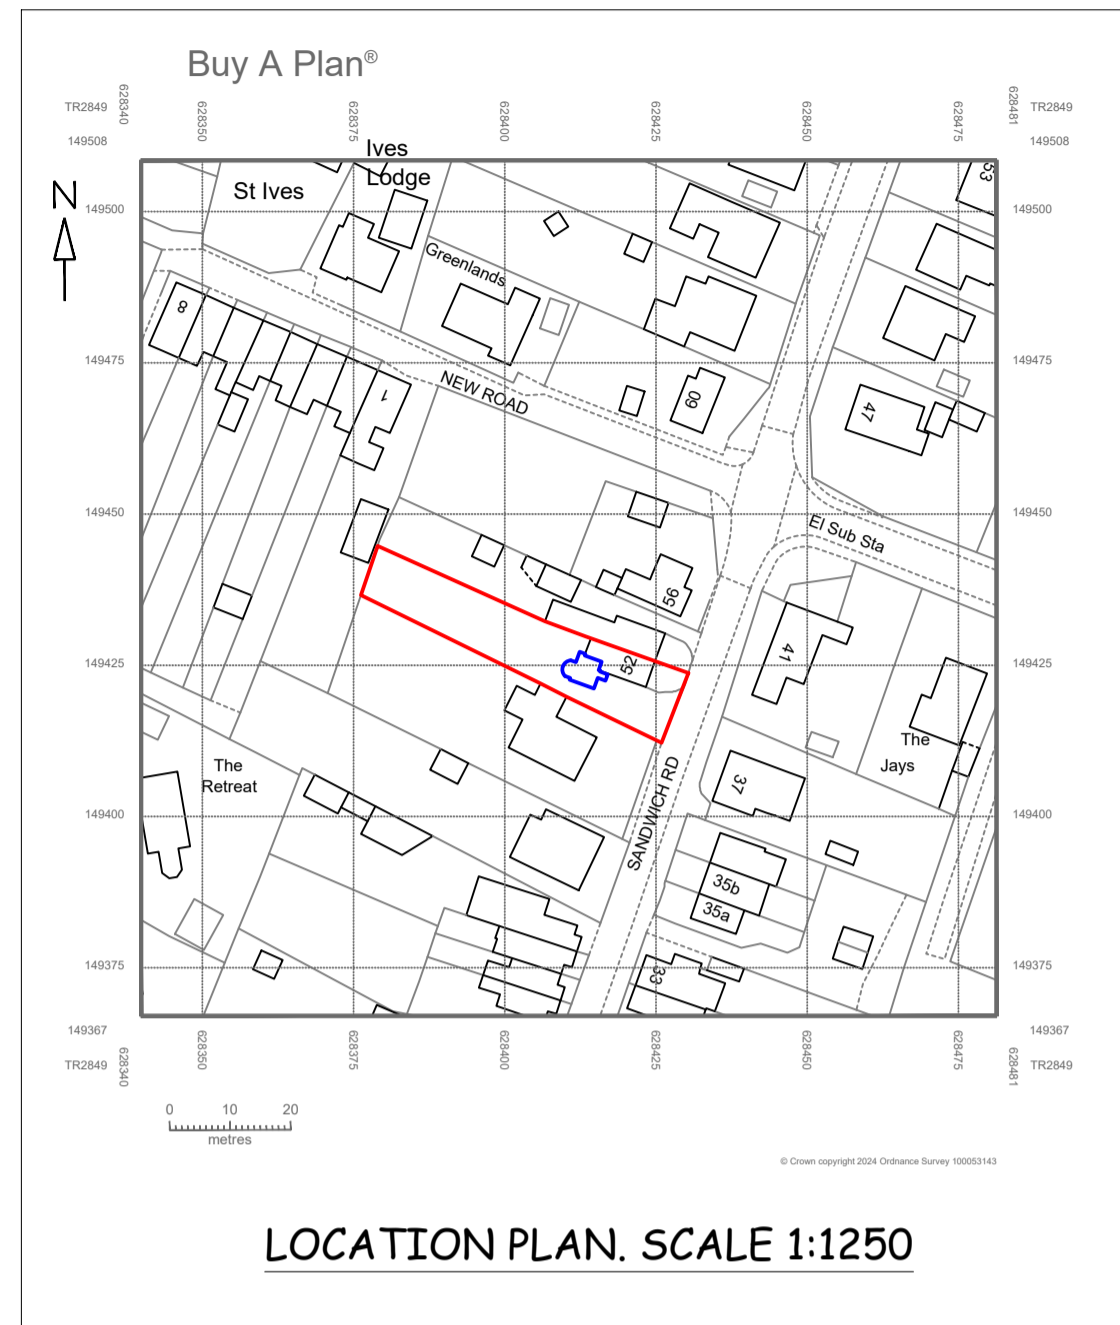 Buy A Plan®
TR2849
628340
628350
628375
628400
628425
628450
628475
628481
TR2849
149508
149508
Ives
Lodge
St Ives
N
53
149500
149500
Greenlands
8
149475
149475
NEW ROAD
1
60
47
149450
149450
El Sub Sta
56
41
149425
52
149425
The
Jays
The
Retreat
37
SANDWICH RD
149400
149400
35b
35a
149375
33
149375
149367
149367
TR2849
628340
628350
628375
628400
628425
628450
628475
628481
TR2849
0 10 20
metres
© Crown copyright 2024 Ordnance Survey 100053143
LOCATION PLAN. SCALE 1:1250